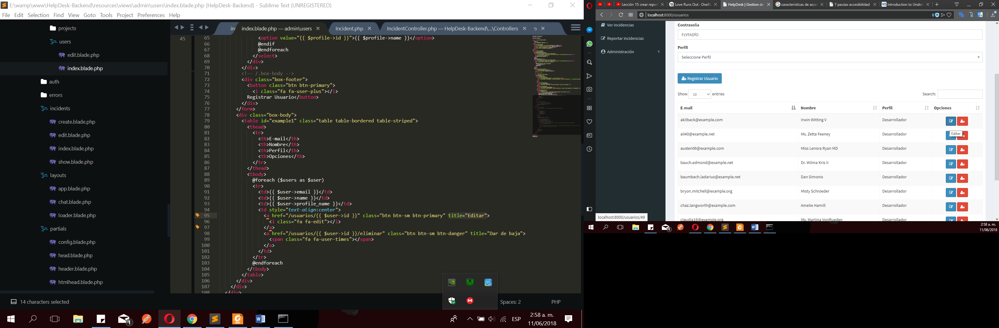 E:\wamp\www\HelpDesk-Backend\resources\views\admin\users\index.blade.php (HelpDesk-Backend) - Sublime Text (UNREGISTERED)
File Edit Selection Find View Goto Tools Project Preferences Help
projects
users
edit.blade.php
index.blade.php
auth
errors
incidents
create.blade.php
edit.blade.php
index.blade.php
show.blade.php
layouts
app.blade.php
chat.blade.php
loader.blade.php
partials
config.blade.php
head.blade.php
header.blade.php
htmlhead.blade.php
index.blade.php — admin\users
Incident.php
IncidentController.php — HelpDesk-Backend\...\Controllers
45
65 <option value="{{ $profile->id }}">{{ $profile->name }}</option>
66 @endif
67 @endforeach
68 </select>
69 </div>
70 </div>
71 <!-- /.box-body -->
72 <div class="box-footer">
73 <button class="btn btn-primary">
74 <i class="fa fa-user-plus"></i>
75 Registrar Usuario</button>
76 </div>
77 </form>
78 <div class="box-body">
79 <table id="example1" class="table table-bordered table-striped">
80 <thead>
81 <tr>
82 <th>E-mail</th>
83 <th>Nombre</th>
84 <th>Perfil</th>
85 <th>Opciones</th>
86 </tr>
87 </thead>
88 <tbody>
89 @foreach ($users as $user)
90 <tr>
91 <td>{{ $user->email }}</td>
92 <td>{{ $user->name }}</td>
93 <td>{{ $user->profile_name }}</td>
94 <td style="text-align:center">
95 <a href="/usuarios/{{ $user->id }}" class="btn btn-sm btn-primary" title="Editar">
96 <i class="fa fa-edit"></i>
97 </a>
98 <a href="/usuarios/{{ $user->id }}/eliminar" class="btn btn-sm btn-danger" title="Dar de baja">
99 <span class="fa fa-user-times"></span>
100 </a>
101 </td>
102 </tr>
103 @endforeach
104 </tbody>
105 </table>
106 </div>
107 </div>
108 </div>
14 characters selected
Spaces: 2
PHP
1
ESP
2:58 a. m.
11/06/2018
Lección 15 crear report
Love Runs Out · OneRe
HelpDesk | Gestion de
caracteristicas de acce
7 pautas accesibilidad
Introduction to Under
localhost:8000/usuarios
0
Ver incidencias
Reportar incidencias
Administración
Contraseña
FcYFADfO
Perfil
Seleccione Perfil
Registrar Usuario
Show 10 entries
Search:
E-mail Nombre Perfil Opciones
akilback@example.com Irwin Witting V Desarrollador
ali40@example.net Ms. Zetta Feeney Desarrollador
Editar
austen06@example.com Miss Lenora Ryan MD Desarrollador
bauch.edmond@example.net Dr. Wilma Kris II Desarrollador
baumbach.ladarius@example.net Dan Simonis Desarrollador
bryon.mitchell@example.org Misty Schroeder Desarrollador
chaz.langworth@example.com Amelie Hamill Desarrollador
claudia16@example.org Ms. Martina VonRueden Desarrollador
localhost:8000/usuarios/49
1
2:58 a. m.
11/06/2018